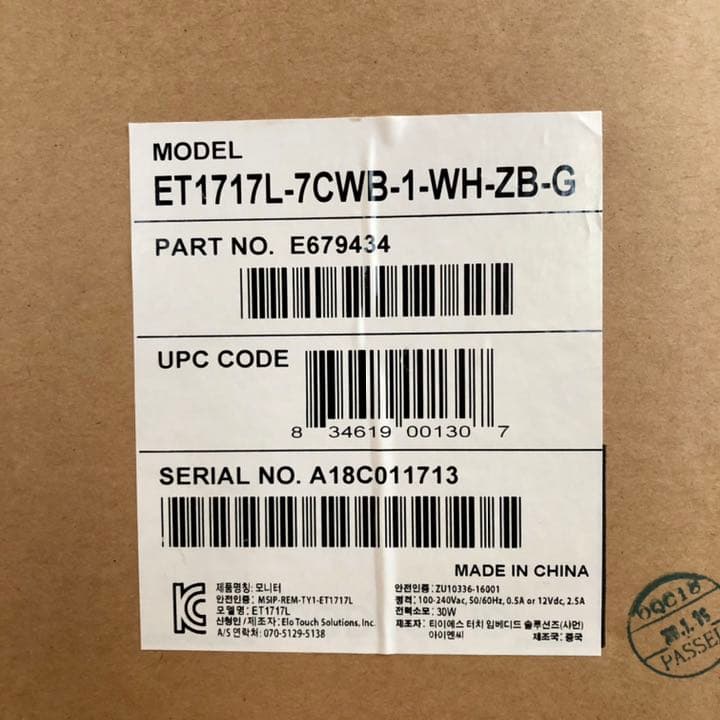 MODEL
ET1717L-7CWB-1-WH-ZB-G
PART NO. E679434
UPC CODE
8 34619 00130 7
SERIAL NO. A18C011713
MADE IN CHINA
제품명칭: 모니터
안전인증: MSIP-REM-TY1-ET1717L
모델명: ET1717L
신청인/제조자: Elo Touch Solutions, Inc.
A/S 연락처: 070-5129-5138
안전인증: ZU10336-16001
정격: 100-240Vac, 50/60Hz, 0.5A or 12Vdc, 2.5A
전력소모: 30W
제조자: 티이에스 터치 임베디드 솔루션즈(샤먼)
아이엔씨
제조국: 중국
OQC18
PASSED